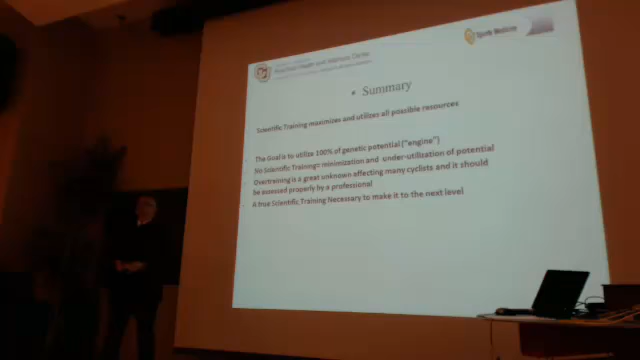 Sports Medicine
• Summary
Scientific Training maximizes and utilizes all possible resources
The Goal is to utilize 100% of genetic potential ("engine")
No Scientific Training= minimization and under-utilization of potential
Overtraining is a great unknown effecting many cyclists and it should
be assessed properly by a professional
A true Scientific Training Necessary to make it to the next level